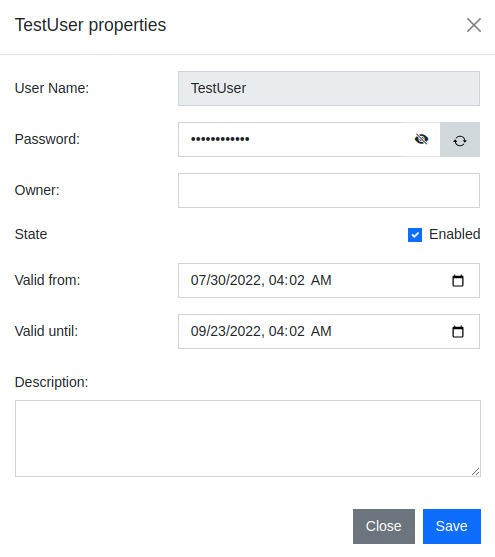 TestUser properties
User Name: TestUser
Password: ••••••••••••
Owner:
State Enabled
Valid from: 07/30/2022, 04:02 AM
Valid until: 09/23/2022, 04:02 AM
Description:
Close Save